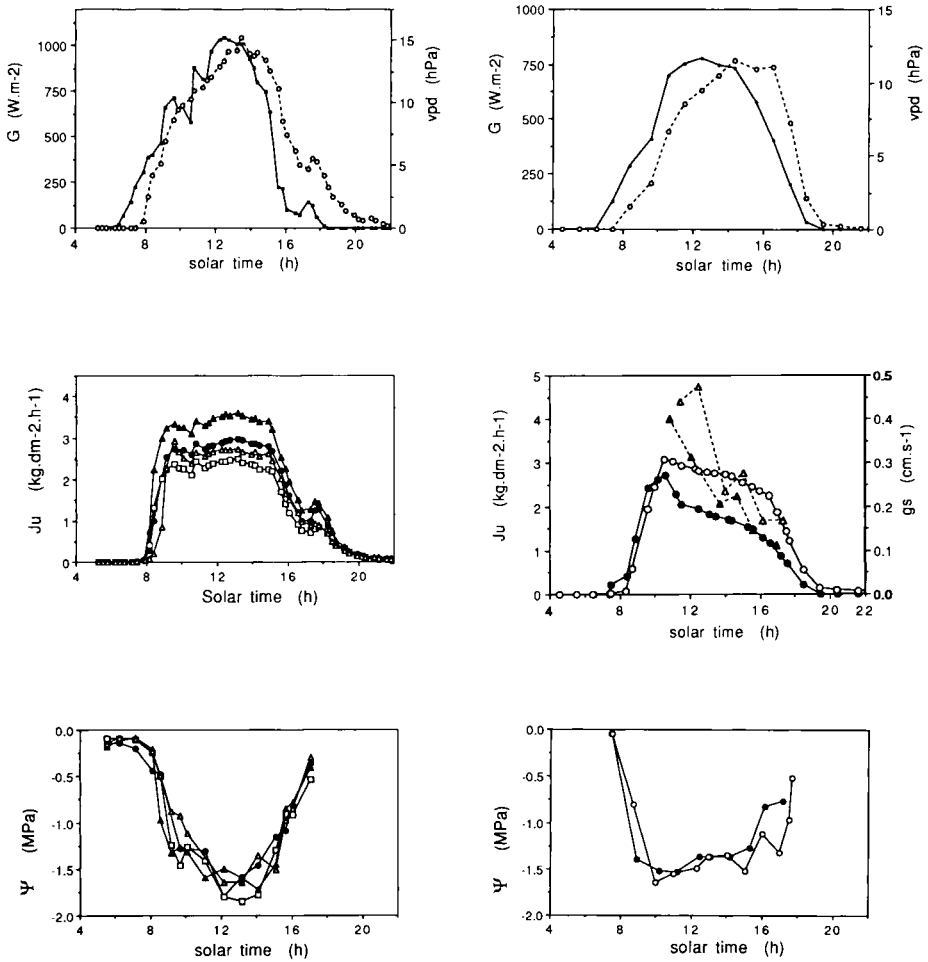 1000
750
500
250
0
G (W.m-2)
15
10
5
0
vpd (hPa)
4 8 12 16 20
solar time (h)
1000
750
500
250
0
G (W.m-2)
15
10
5
0
vpd (hPa)
4 8 12 16 20
solar time (h)
4
3
2
1
0
Ju (kg.dm-2.h-1)
4 8 12 16 20
Solar time (h)
5
4
3
2
1
0
Ju (kg.dm-2.h-1)
0.5
0.4
0.3
0.2
0.1
0.0
gs (cm.s-1)
4 8 12 16 20 22
solar time (h)
0.0
-0.5
-1.0
-1.5
-2.0
Ψ (MPa)
4 8 12 16 20
solar time (h)
0.0
-0.5
-1.0
-1.5
-2.0
Ψ (MPa)
4 8 12 16 20
solar time (h)